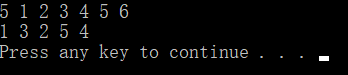 5 1 2 3 4 5 6
1 3 2 5 4
Press any key to continue . . .